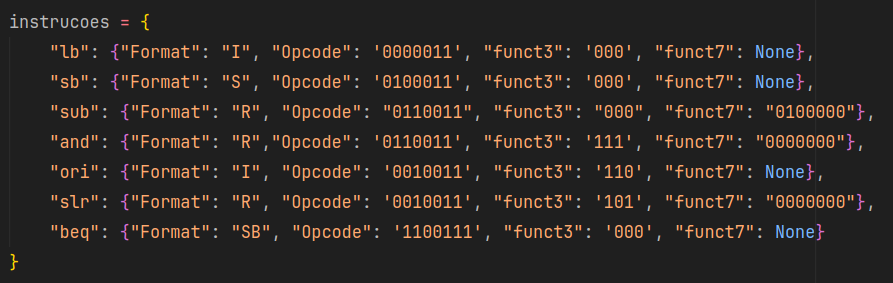 instrucoes = {
    "lb": {"Format": "I", "Opcode": '0000011', "funct3": '000', "funct7": None},
    "sb": {"Format": "S", "Opcode": '0100011', "funct3": '000', "funct7": None},
    "sub": {"Format": "R", "Opcode": "0110011", "funct3": "000", "funct7": "0100000"},
    "and": {"Format": "R","Opcode": '0110011', "funct3": '111', "funct7": "0000000"},
    "ori": {"Format": "I", "Opcode": '0010011', "funct3": '110', "funct7": None},
    "slr": {"Format": "R", "Opcode": '0010011', "funct3": '101', "funct7": "0000000"},
    "beq": {"Format": "SB", "Opcode": '1100111', "funct3": '000', "funct7": None}
}